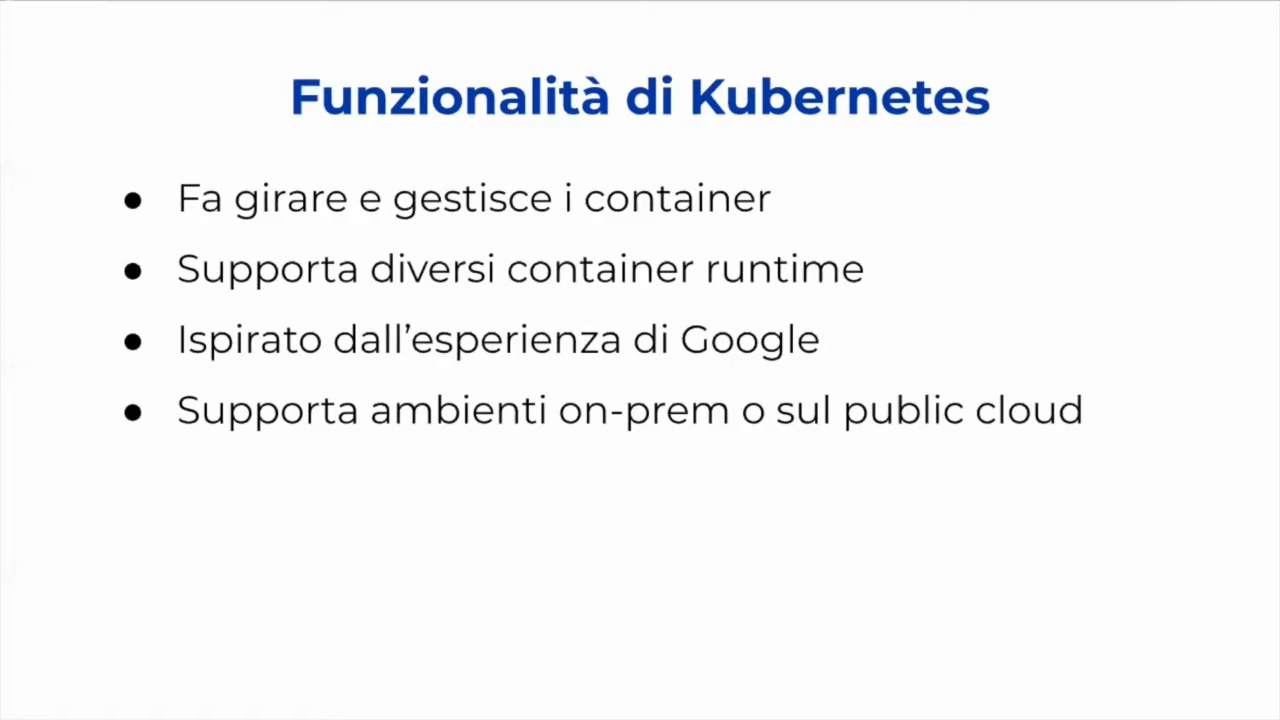 Funzionalità di Kubernetes
● Fa girare e gestisce i container
● Supporta diversi container runtime
● Ispirato dall’esperienza di Google
● Supporta ambienti on-prem o sul public cloud